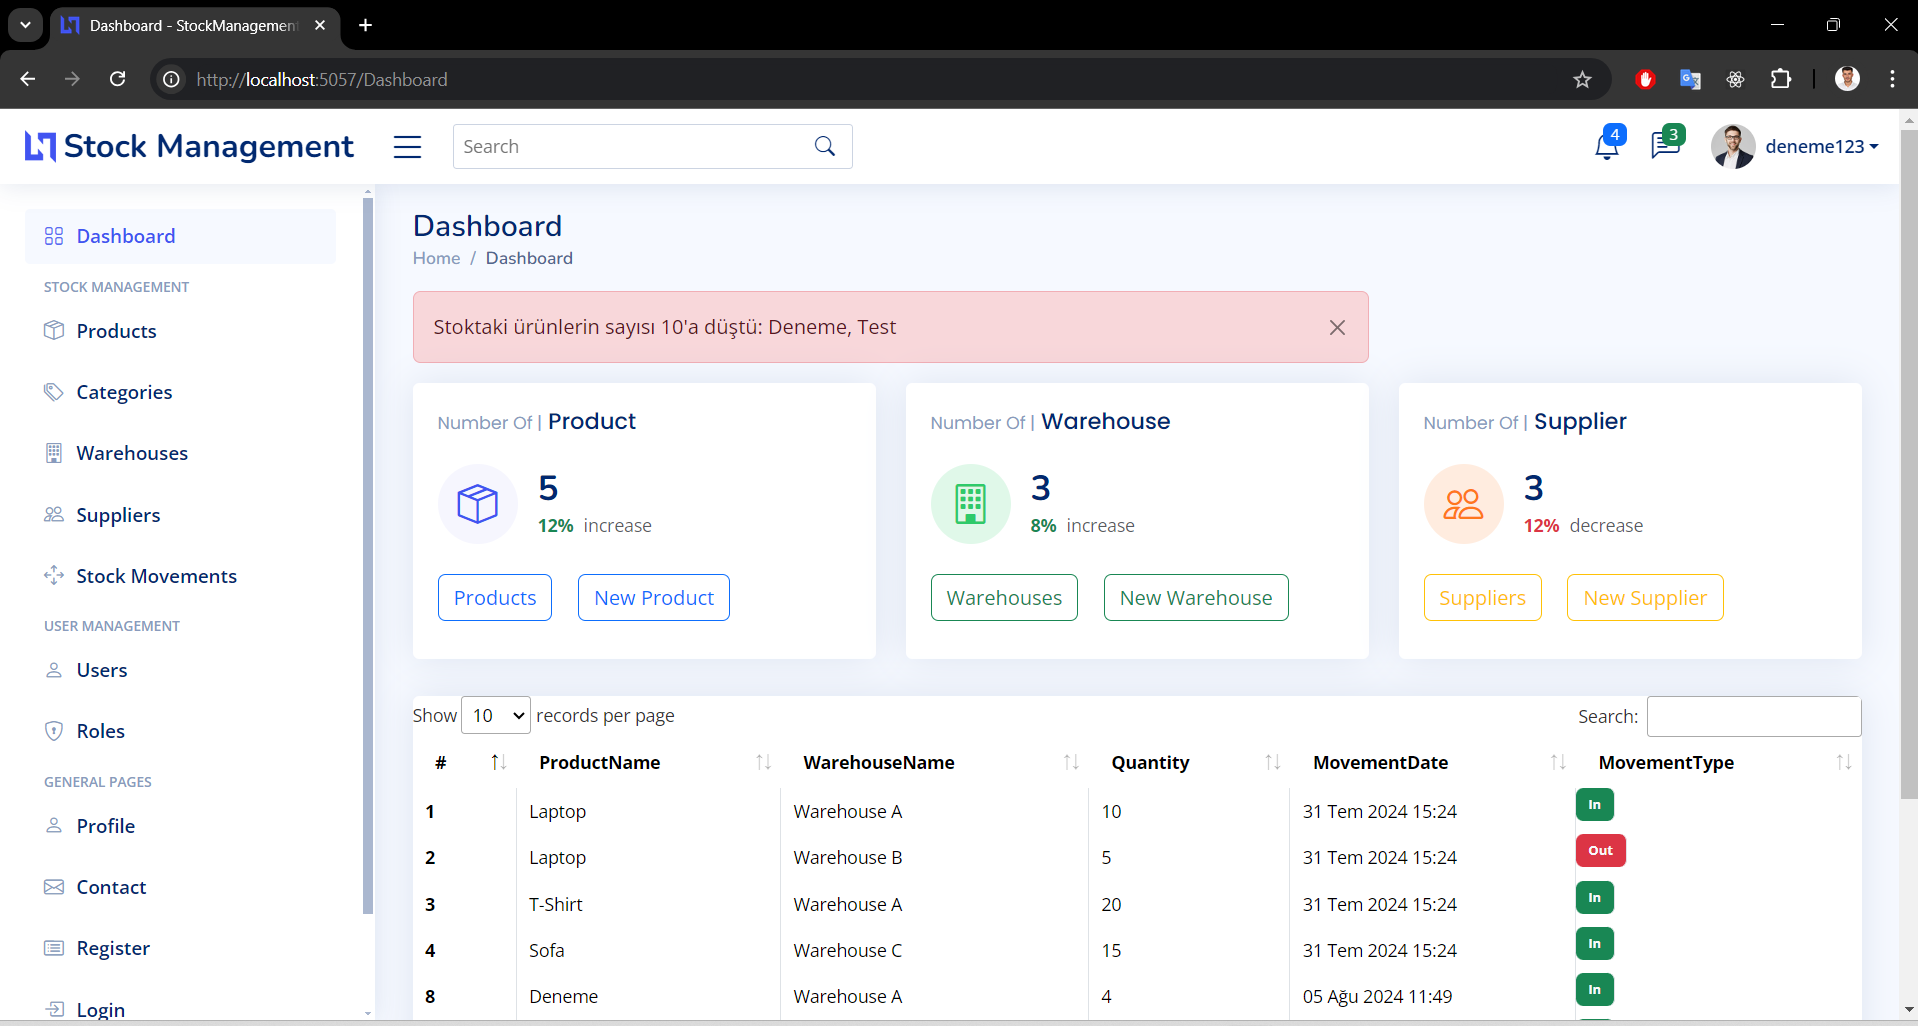 Dashboard - StockManagement
http://localhost:5057/Dashboard
Stock Management
Search
4
3
deneme123
Dashboard
STOCK MANAGEMENT
Products
Categories
Warehouses
Suppliers
Stock Movements
USER MANAGEMENT
Users
Roles
GENERAL PAGES
Profile
Contact
Register
Login
Dashboard
Home / Dashboard
Stoktaki ürünlerin sayısı 10'a düştü: Deneme, Test
Number Of | Product
5
12% increase
Products New Product
Number Of | Warehouse
3
8% increase
Warehouses New Warehouse
Number Of | Supplier
3
12% decrease
Suppliers New Supplier
Show 10 records per page
Search:
# ProductName WarehouseName Quantity MovementDate MovementType
1 Laptop Warehouse A 10 31 Tem 2024 15:24 In
2 Laptop Warehouse B 5 31 Tem 2024 15:24 Out
3 T-Shirt Warehouse A 20 31 Tem 2024 15:24 In
4 Sofa Warehouse C 15 31 Tem 2024 15:24 In
8 Deneme Warehouse A 4 05 Ağu 2024 11:49 In